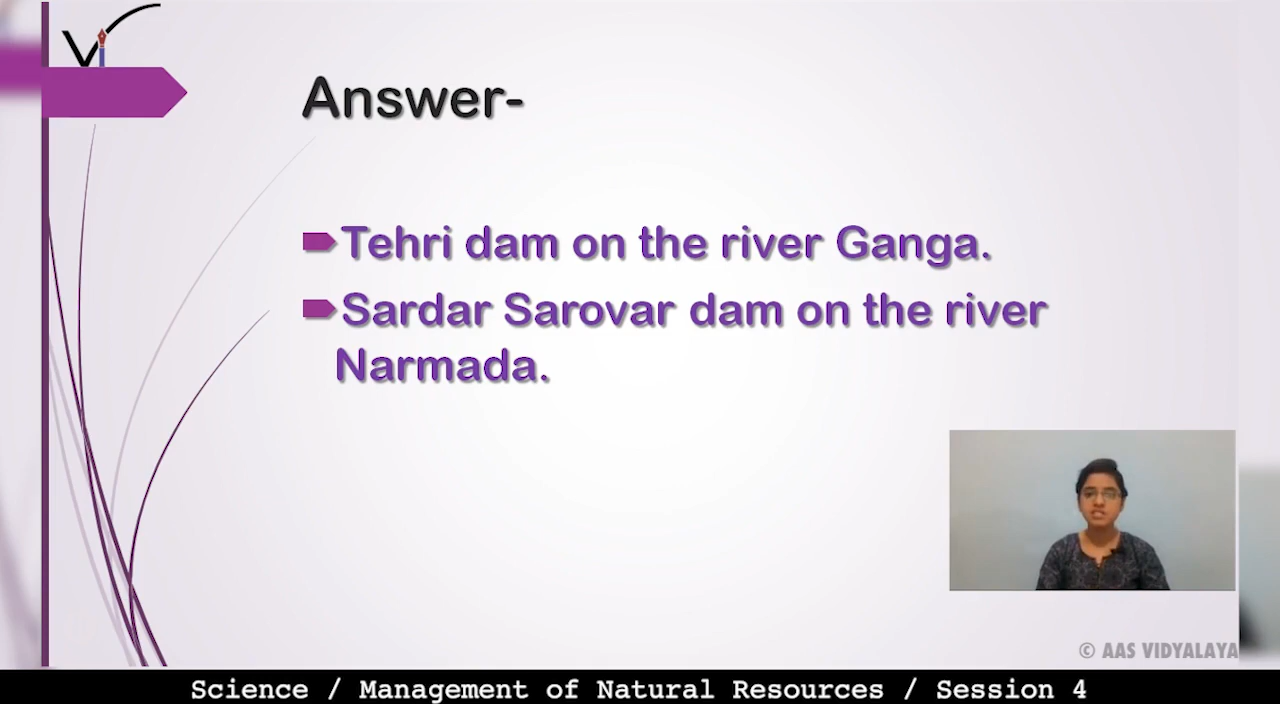 Vi
Answer-
Tehri dam on the river Ganga.
Sardar Sarovar dam on the river
Narmada.
© AAS VIDYALAYA
Science / Management of Natural Resources / Session 4